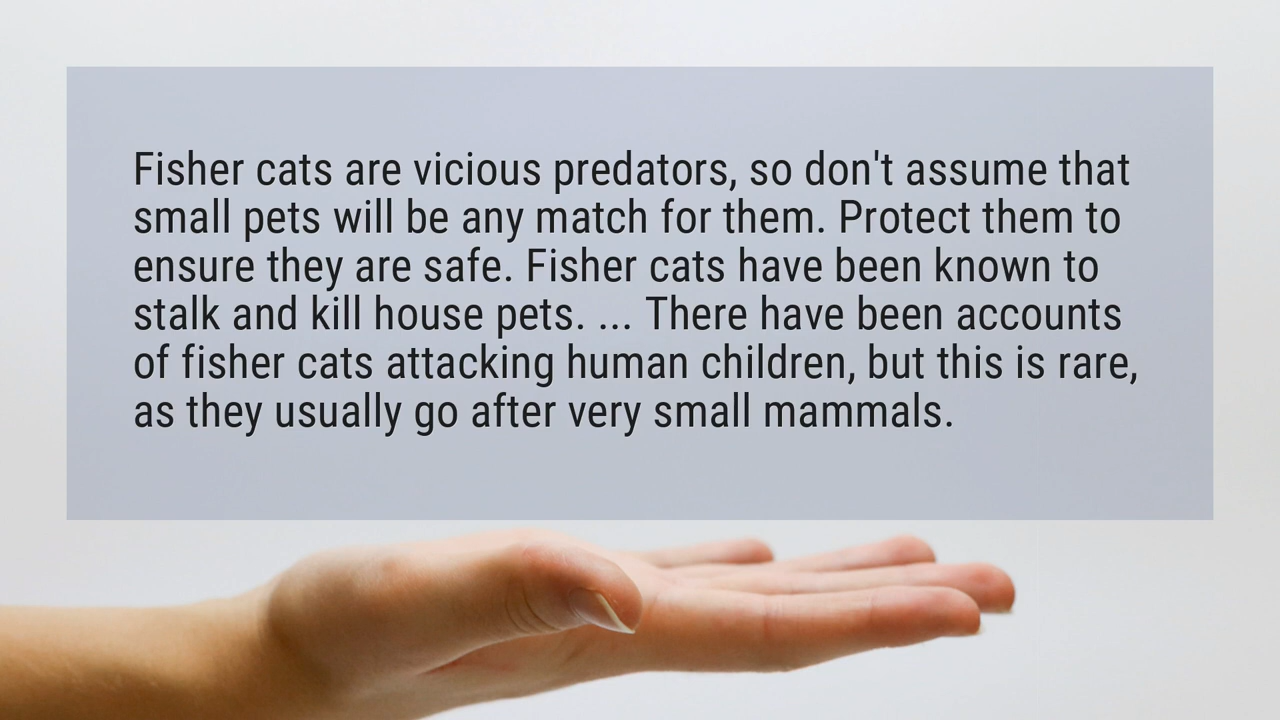 Fisher cats are vicious predators, so don't assume that
small pets will be any match for them. Protect them to
ensure they are safe. Fisher cats have been known to
stalk and kill house pets. ... There have been accounts
of fisher cats attacking human children, but this is rare,
as they usually go after very small mammals.